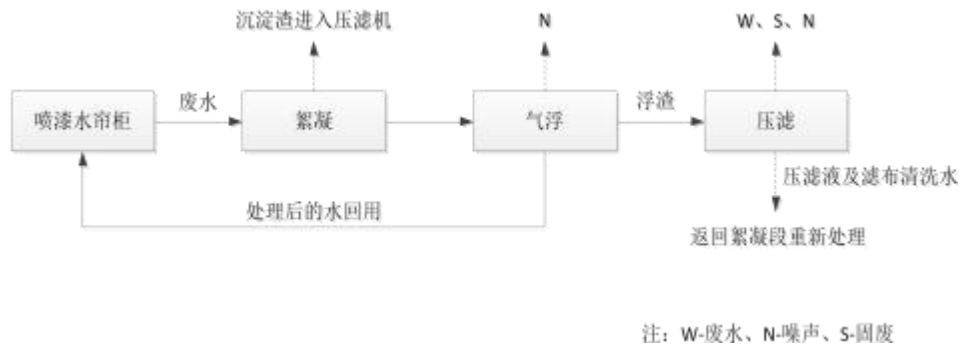 沉淀渣进入压滤机
N
W、S、N
喷漆水帘柜
废水
絮凝
气浮
浮渣
压滤
压滤液及滤布清洗水
处理后的水回用
返回絮凝段重新处理
注：W-废水、N-噪声、S-固废